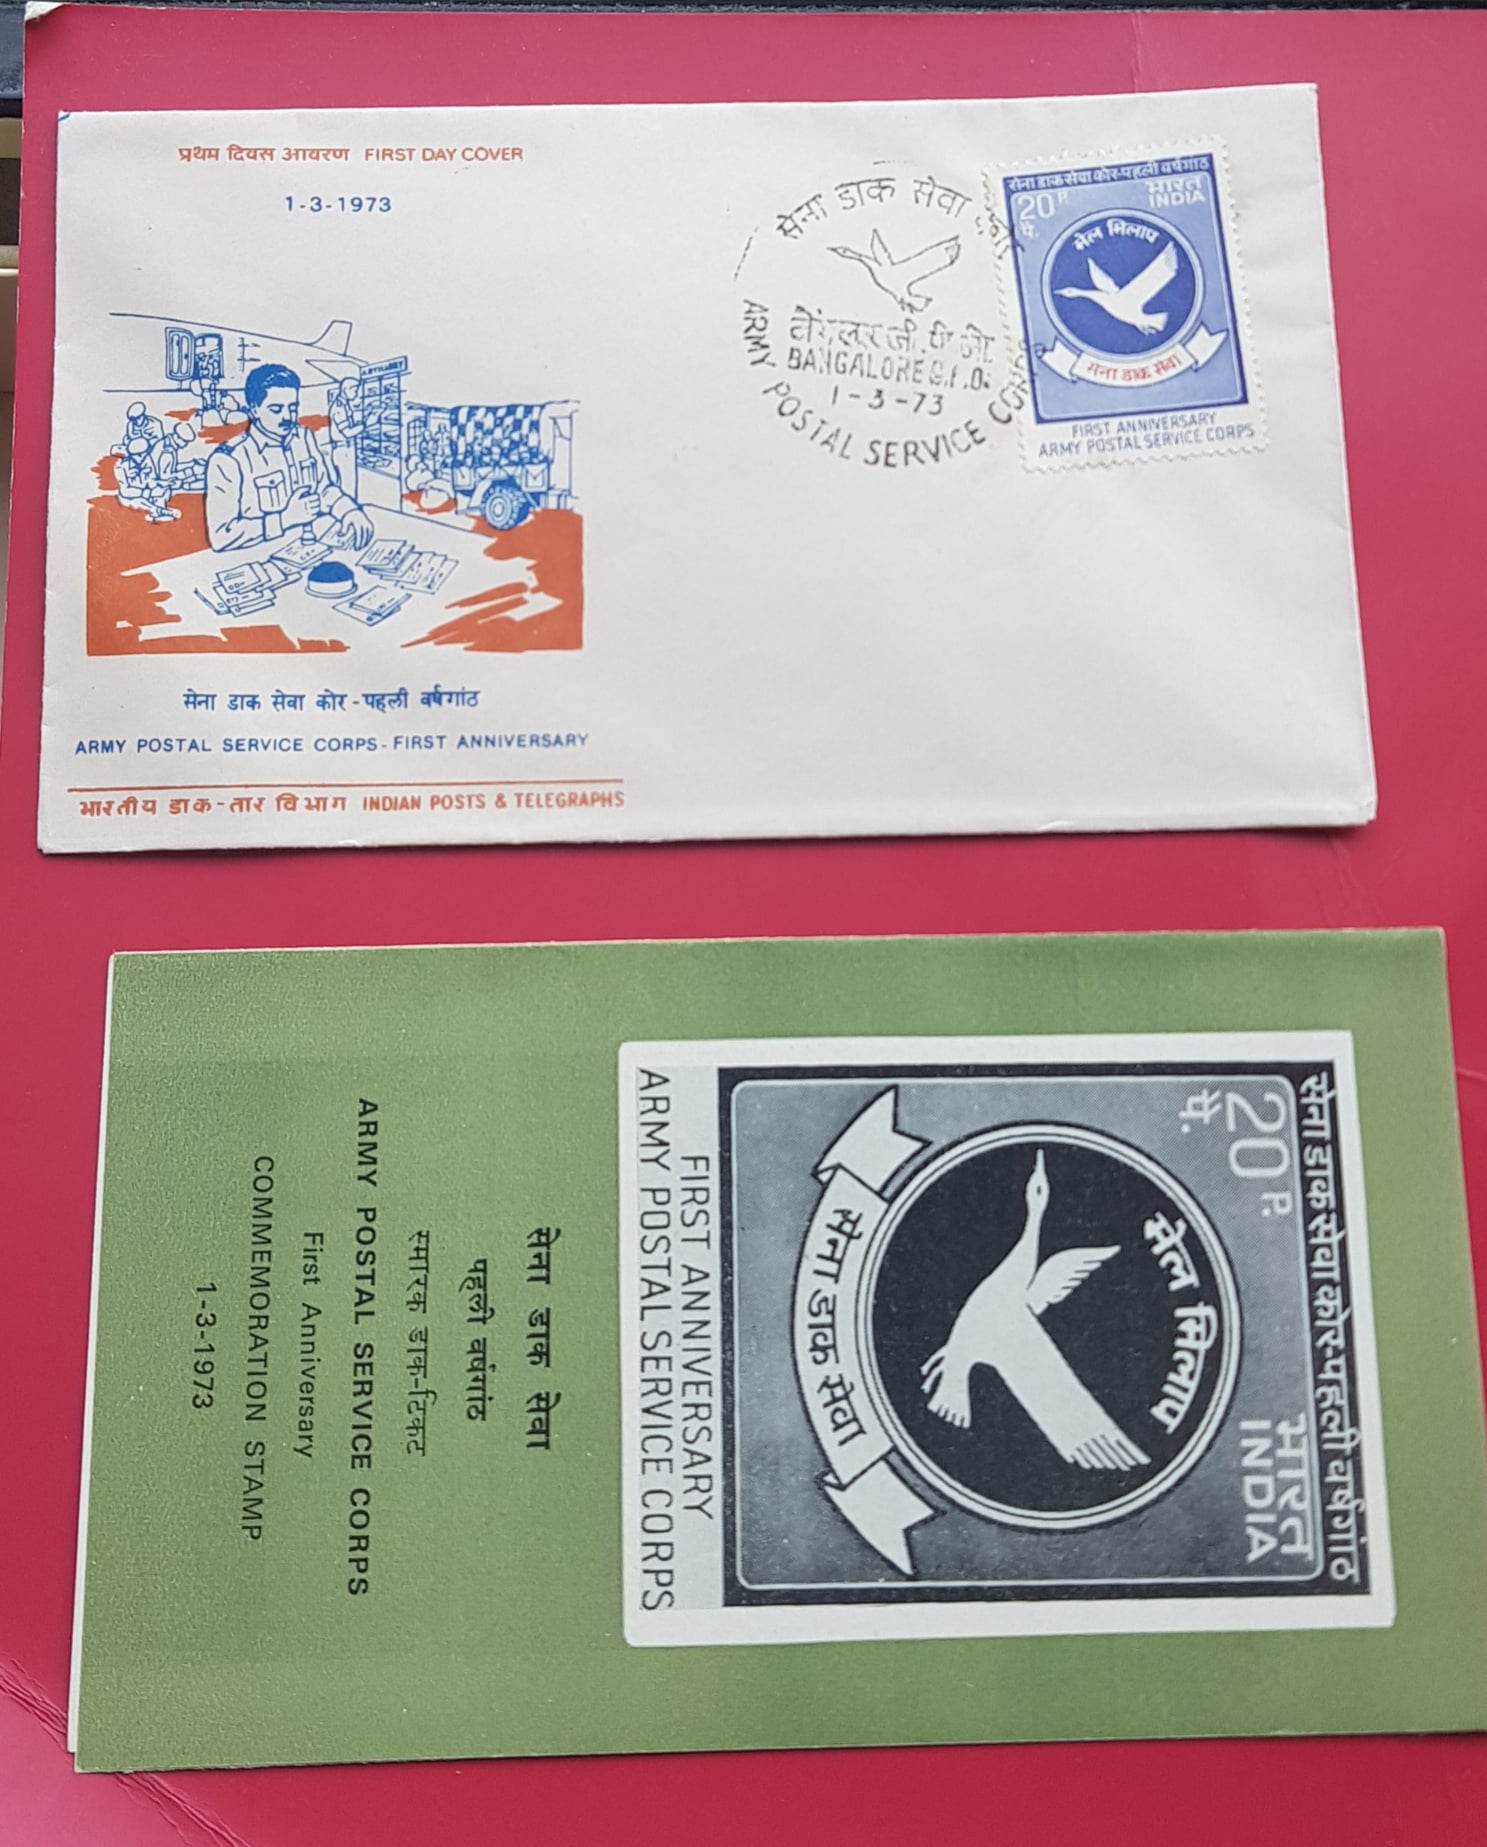 प्रथम दिवस आवरण FIRST DAY COVER
1-3-1973
सेना डाक सेवा कोर
बेंगलूर जी. पी. ओ.
BANGALORE G.P.O.
1-3-73
ARMY POSTAL SERVICE CORPS
सेना डाक सेवा कोर-पहली वर्षगांठ
20 P.
पै.
भारत
INDIA
मेल मिलाप
सेना डाक सेवा
FIRST ANNIVERSARY
ARMY POSTAL SERVICE CORPS
सेना डाक सेवा कोर - पहली वर्षगांठ
ARMY POSTAL SERVICE CORPS - FIRST ANNIVERSARY
भारतीय डाक-तार विभाग INDIAN POSTS & TELEGRAPHS
सेना डाक सेवा कोर-पहली वर्षगांठ
20 P.
पै.
भारत
INDIA
मेल मिलाप
सेना डाक सेवा
FIRST ANNIVERSARY
ARMY POSTAL SERVICE CORPS
सेना डाक सेवा
पहली वर्षगांठ
स्मारक डाक-टिकट
ARMY POSTAL SERVICE CORPS
First Anniversary
COMMEMORATION STAMP
1-3-1973